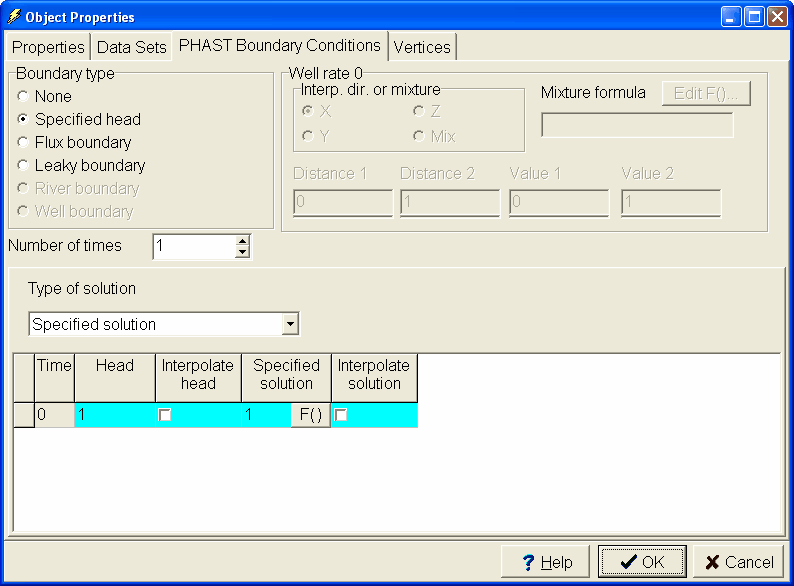 Object Properties
Properties Data Sets PHAST Boundary Conditions Vertices
Boundary type
None
Specified head
Flux boundary
Leaky boundary
River boundary
Well boundary
Well rate 0
Interp. dir. or mixture
X Z
Y Mix
Mixture formula Edit F()...
Distance 1 Distance 2 Value 1 Value 2
0 1 0 1
Number of times 1
Type of solution
Specified solution
Time Head Interpolate head Specified solution Interpolate solution
0 1 1 F()
Help OK Cancel